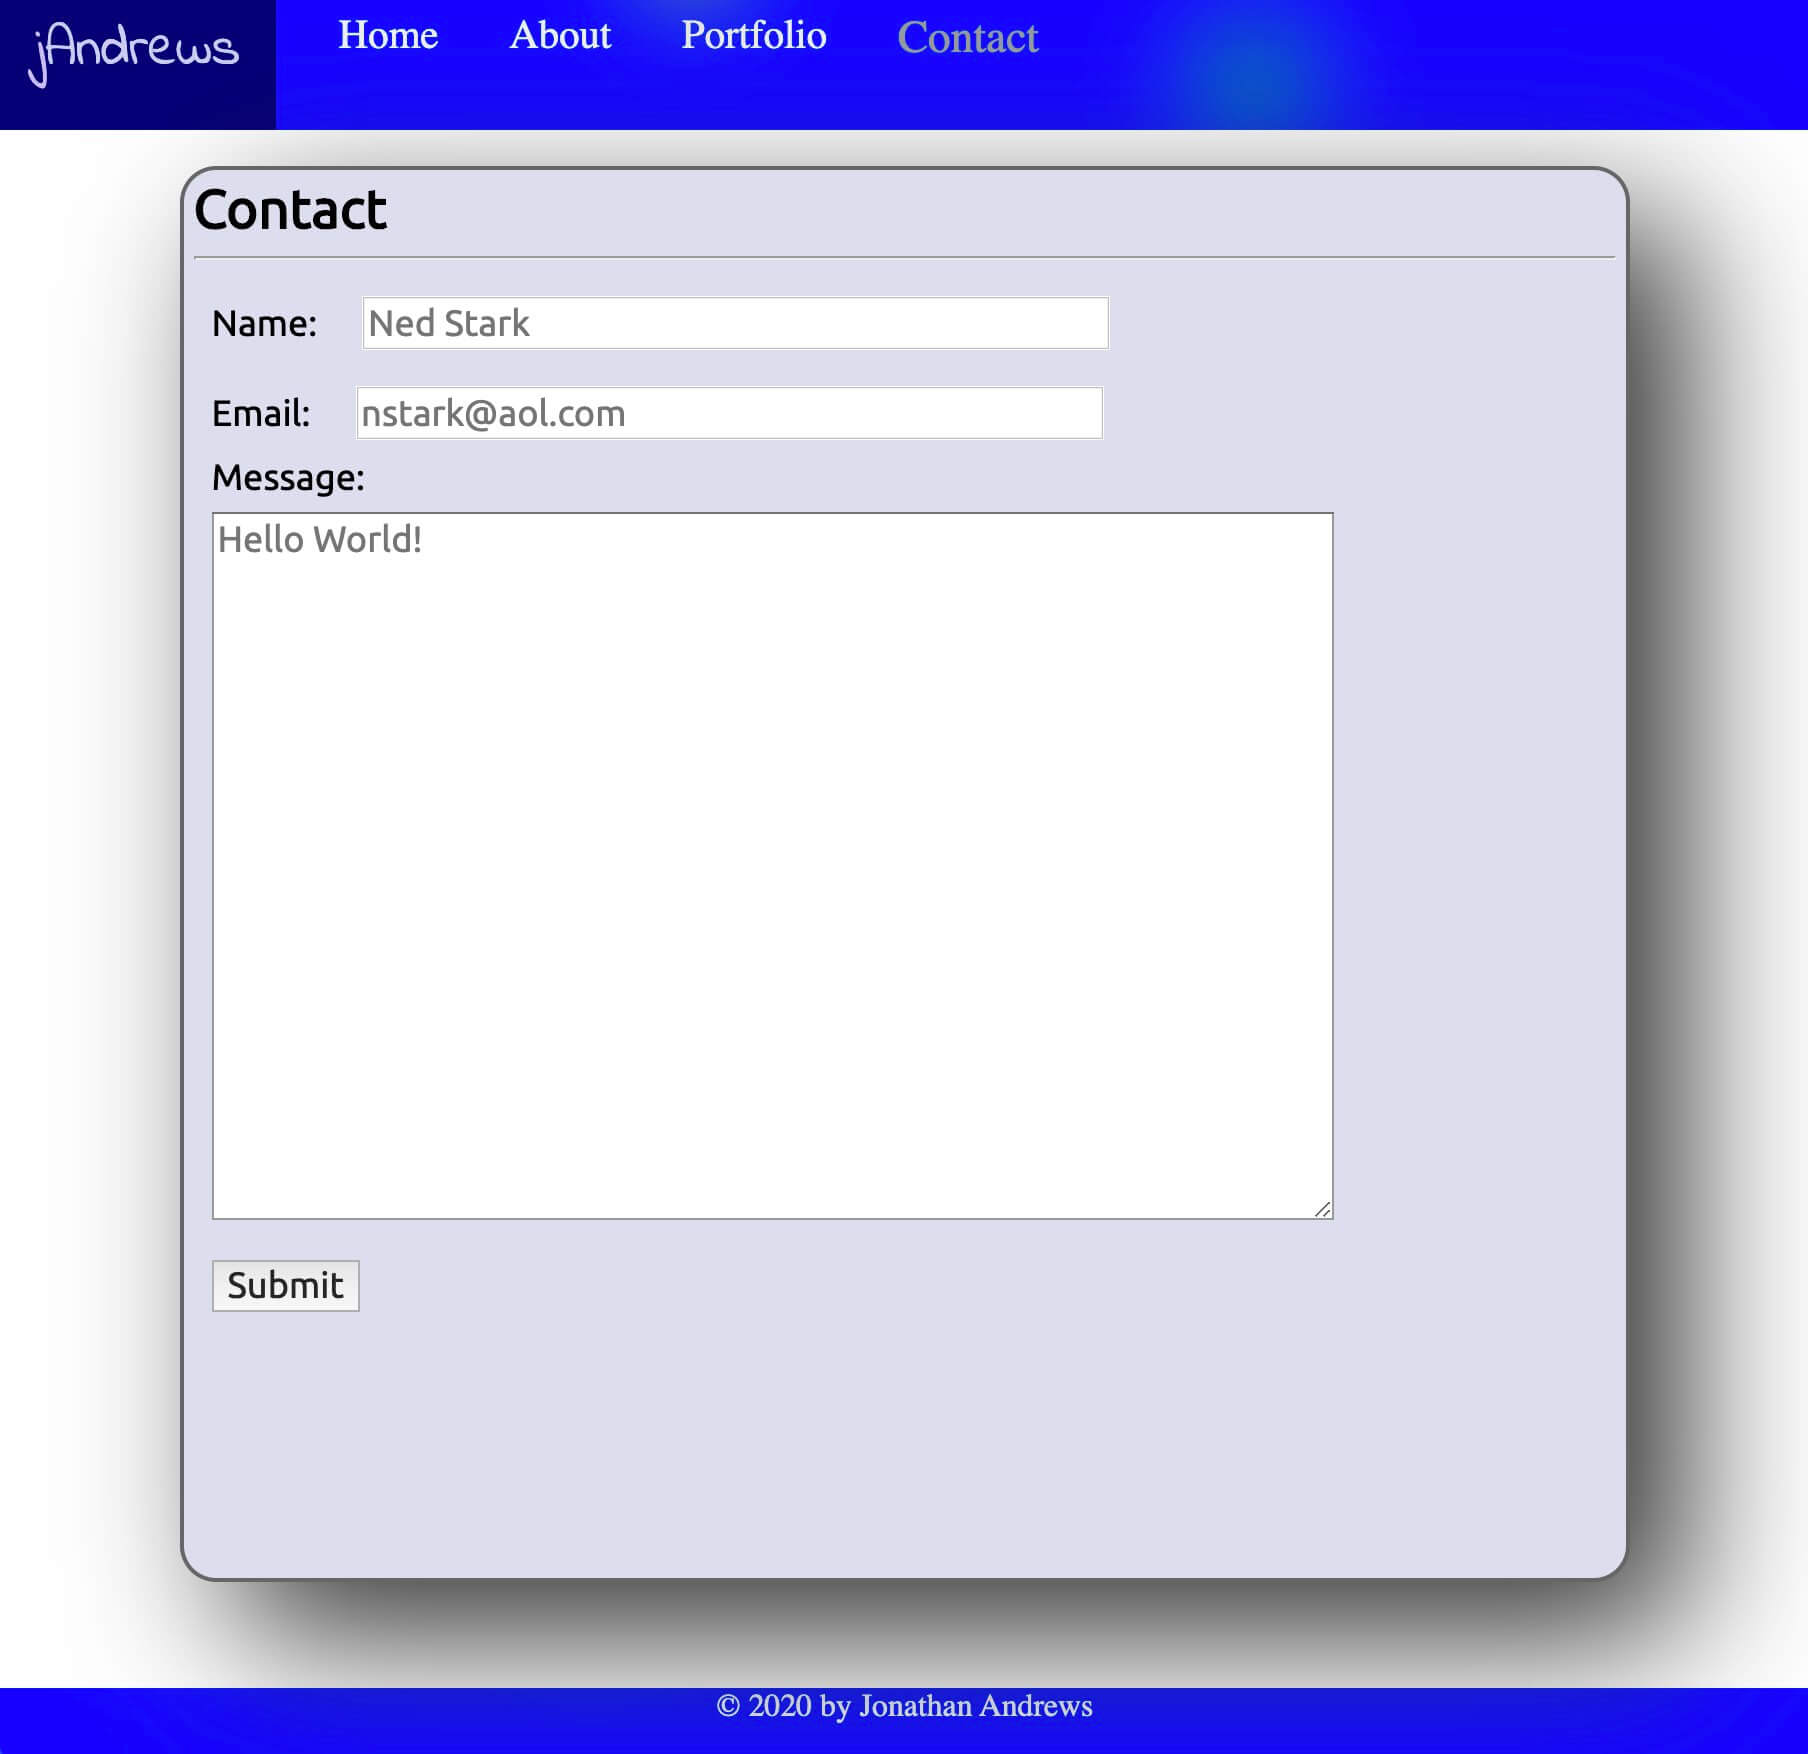 jAndrews
Home About Portfolio Contact
Contact
Name: Ned Stark
Email: nstark@aol.com
Message:
Hello World!
Submit
© 2020 by Jonathan Andrews